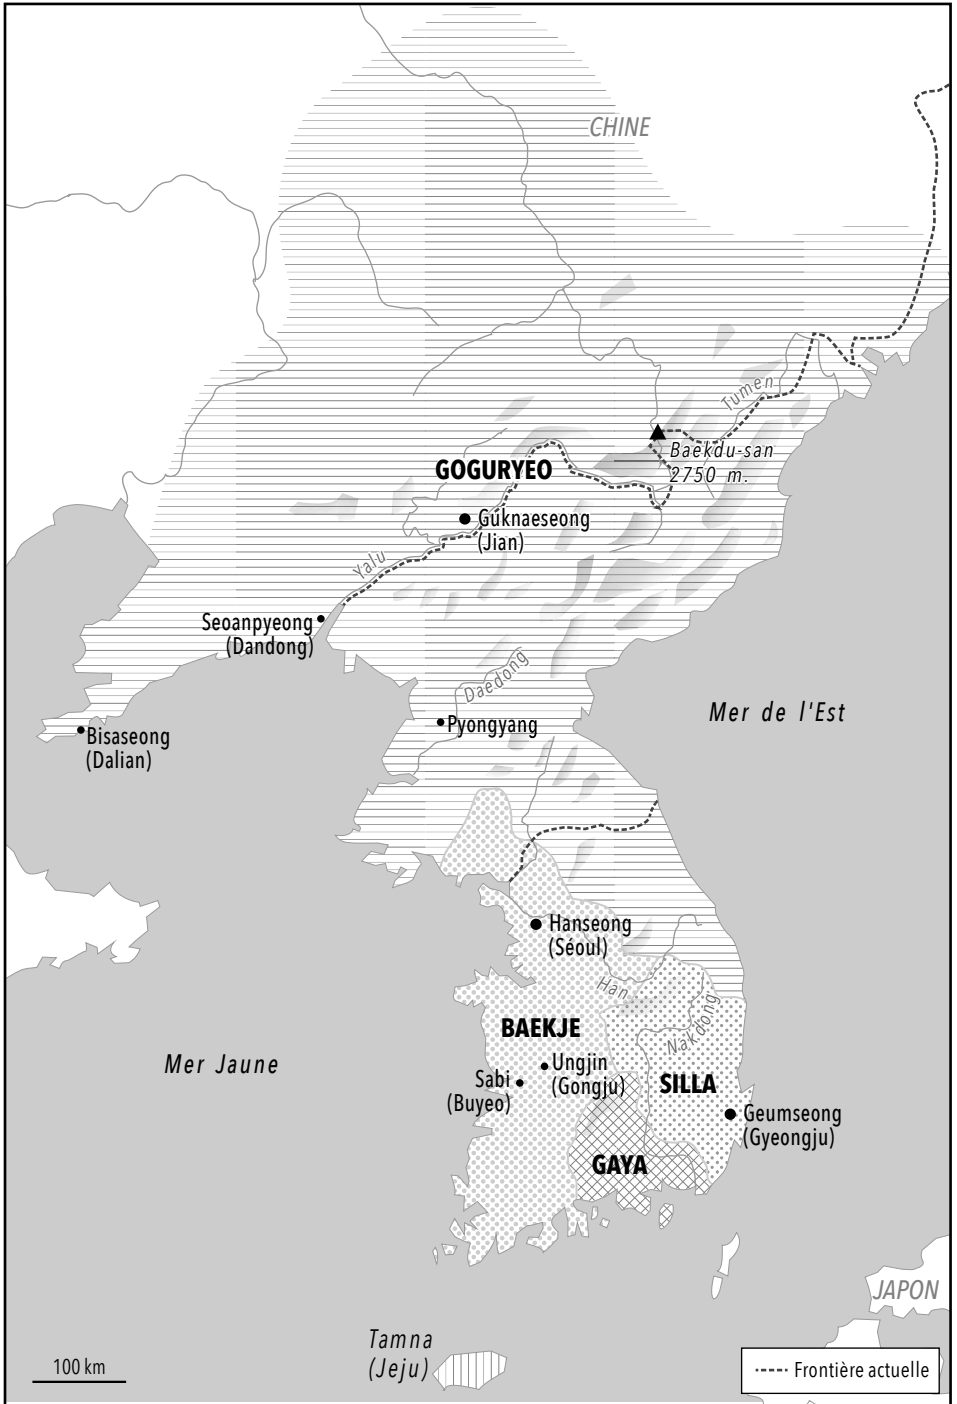 CHINE
Tumen
Baekdu-san
2750 m.
GOGURYEO
Guknaeseong
(Jian)
Yalu
Seoanpyeong
(Dandong)
Daedong
Mer de l'Est
Pyongyang
Bisaseong
(Dalian)
Hanseong
(Séoul)
Han
Nakdong
BAEKJE
Mer Jaune
Ungjin
(Gongju)
Sabi
(Buyeo)
SILLA
Geumseong
(Gyeongju)
GAYA
JAPON
Tamna
(Jeju)
100 km
Frontière actuelle